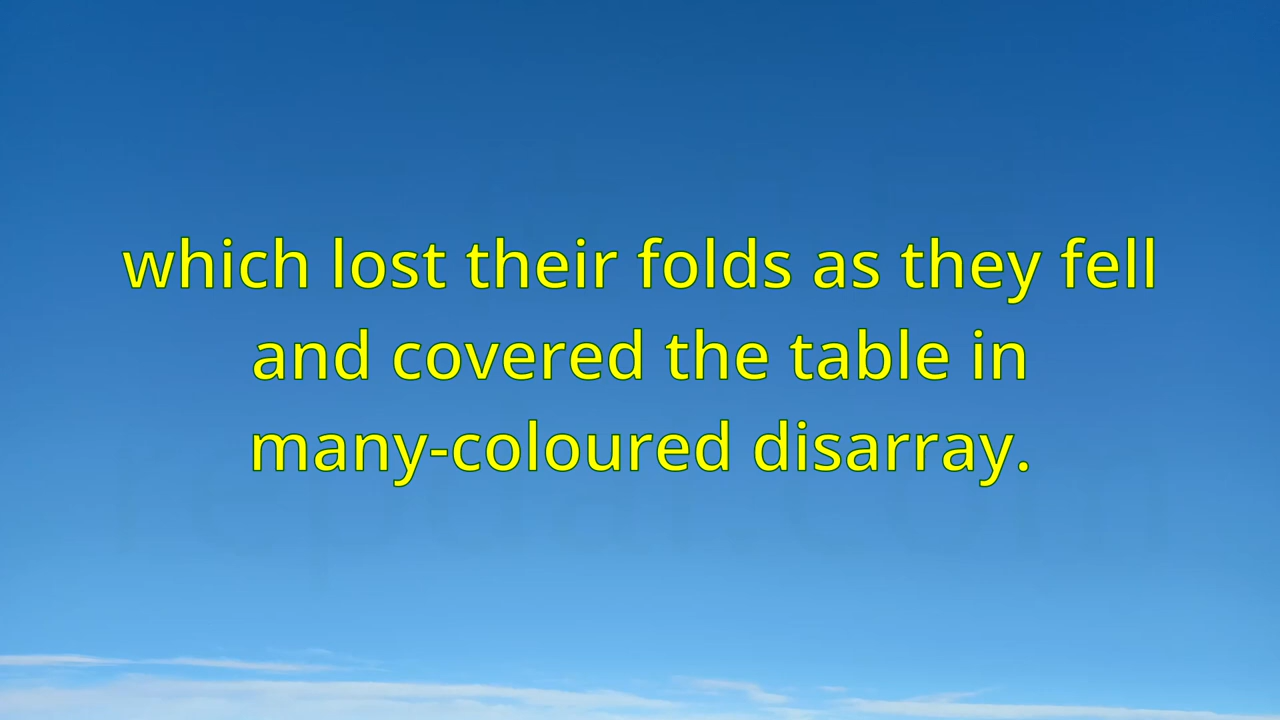 which lost their folds as they fell
and covered the table in
many-coloured disarray.